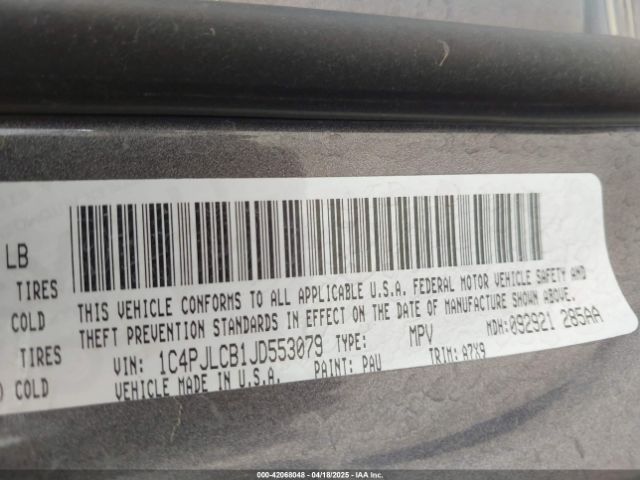 LB
TIRES
COLD
TIRES
) COLD
THIS VEHICLE CONFORMS TO ALL APPLICABLE U.S.A. FEDERAL MOTOR VEHICLE SAFETY AND
THEFT PREVENTION STANDARDS IN EFFECT ON THE DATE OF MANUFACTURE SHOWN ABOVE.
VIN: 1C4PJLCB1JD553079 TYPE: MPV MDH:092921 285AA
VEHICLE MADE IN U.S.A. PAINT: PAU TRIM: A7X9
000-42068048 - 04/18/2025 - IAA Inc.